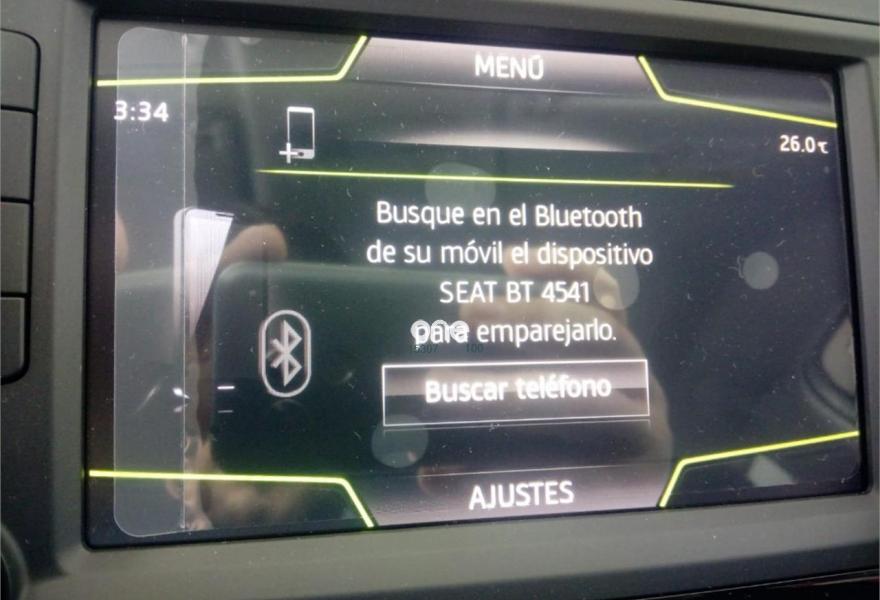 MENÚ
3:34
26.0℃
Busque en el Bluetooth
de su móvil el dispositivo
SEAT BT 4541
para emparejarlo.
Buscar teléfono
AJUSTES